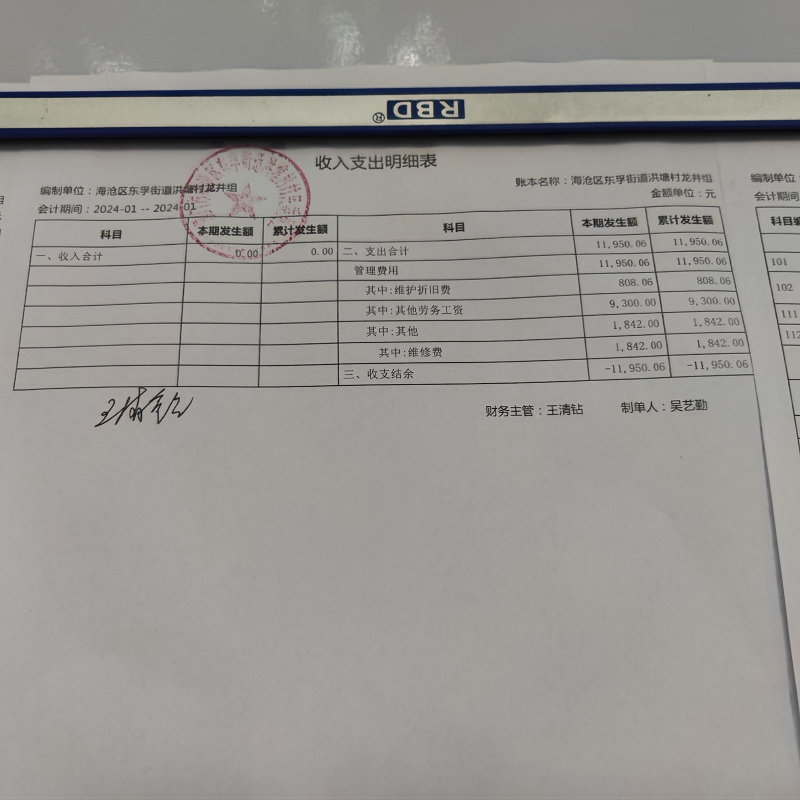 RBD®
收入支出明细表
编制单位：海沧区东孚街道洪塘村龙井组
账本名称：海沧区东孚街道洪塘村龙井组
会计期间：2024-01 -- 2024-01
金额单位：元
科目 本期发生额 累计发生额 科目 本期发生额 累计发生额
一、收入合计 0.00 0.00 二、支出合计 11,950.06 11,950.06
管理费用 11,950.06 11,950.06
其中:维护折旧费 808.06 808.06
其中:其他劳务工资 9,300.00 9,300.00
其中:其他 1,842.00 1,842.00
其中:维修费 1,842.00 1,842.00
三、收支结余 -11,950.06 -11,950.06
王清钻
财务主管：王清钻 制单人：吴艺勤
编制单位：
会计期间：
科目编
101
102
111
112